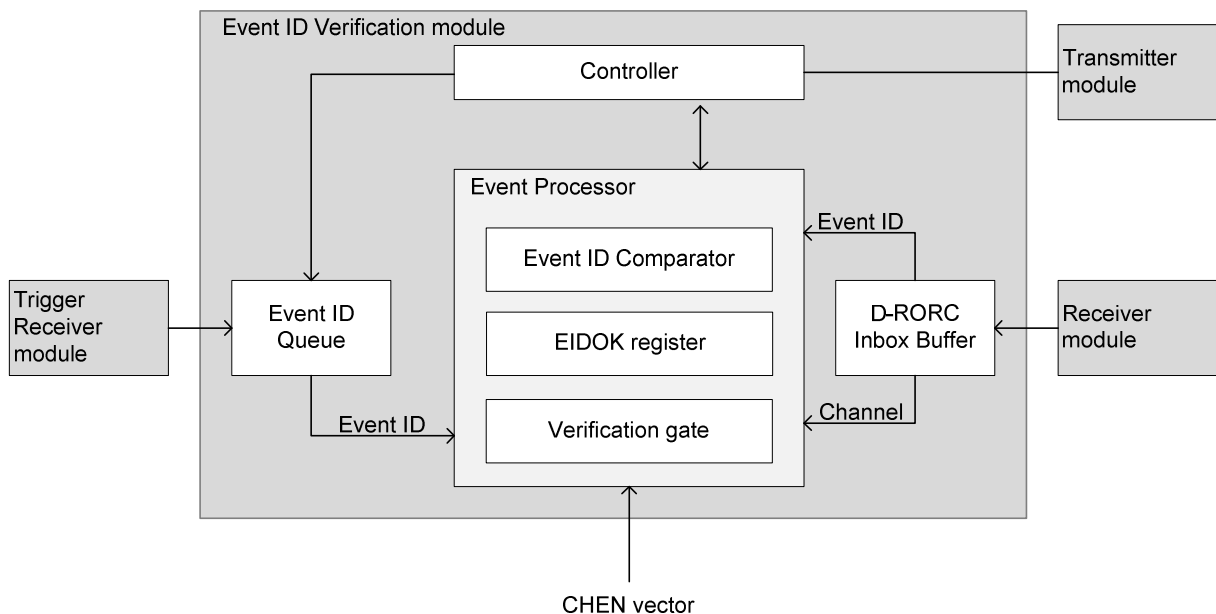 Event ID Verification module
Controller
Transmitter
module
Event Processor
Event ID
Event ID Comparator
Trigger
Receiver
module
Event ID
Queue
EIDOK register
D-RORC
Inbox Buffer
Receiver
module
Event ID
Verification gate
Channel
CHEN vector